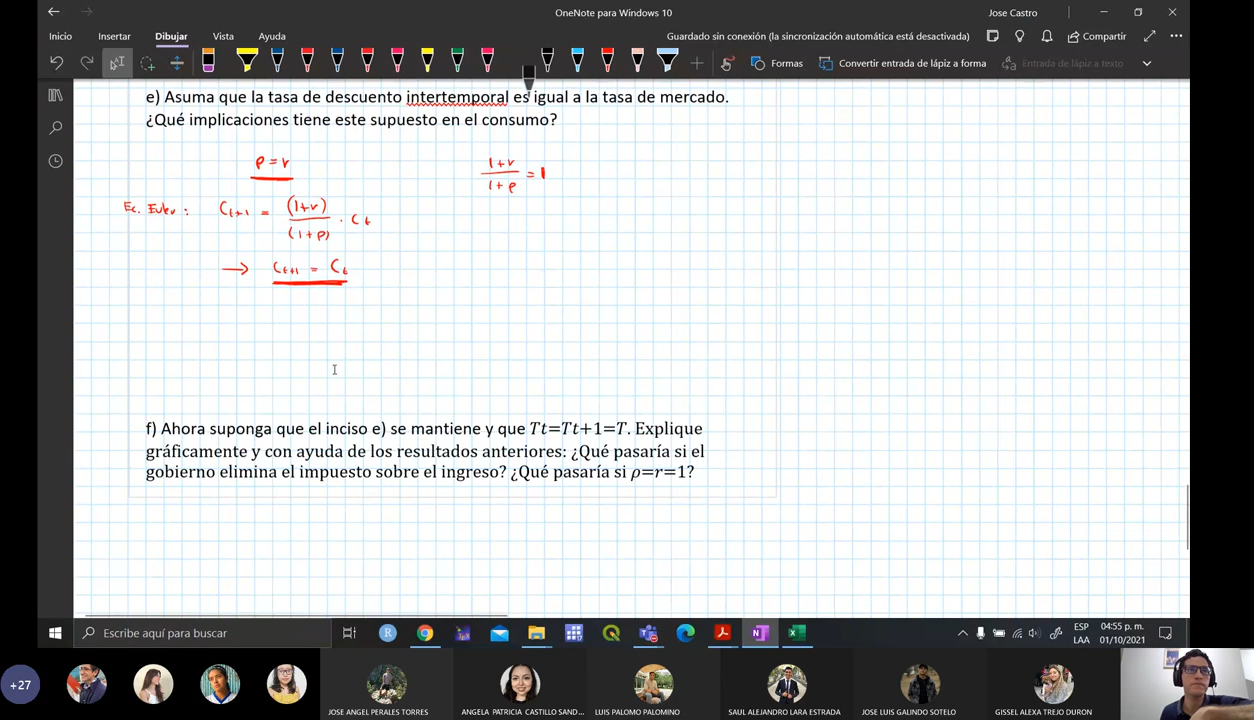 OneNote para Windows 10
Jose Castro
Inicio
Insertar
Dibujar
Vista
Ayuda
Guardado sin conexión (la sincronización automática está desactivada)
Compartir
Formas
Convertir entrada de lápiz a forma
Entrada de lápiz a texto
e) Asuma que la tasa de descuento intertemporal es igual a la tasa de mercado.
¿Qué implicaciones tiene este supuesto en el consumo?
ρ = r
1+r / 1+ρ = 1
Ec. Euler: Ct+1 = (1+r) / (1+ρ) · Ct
→ Ct+1 = Ct
f) Ahora suponga que el inciso e) se mantiene y que Tt=Tt+1=T. Explique
gráficamente y con ayuda de los resultados anteriores: ¿Qué pasaría si el
gobierno elimina el impuesto sobre el ingreso? ¿Qué pasaría si ρ=r=1?
Escribe aquí para buscar
ESP
LAA
04:55 p. m.
01/10/2021
+27
JOSE ANGEL PERALES TORRES
ANGELA PATRICIA CASTILLO SAND...
LUIS PALOMO PALOMINO
SAUL ALEJANDRO LARA ESTRADA
JOSE LUIS GALINDO SOTELO
GISSEL ALEXA TREJO DURON